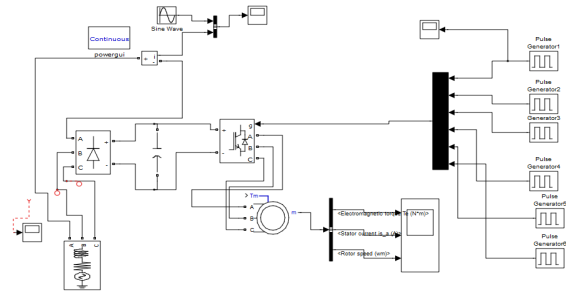 Sine Wave
Continuous
powergui
i
+
-
Pulse
Generator1
Pulse
Generator2
Pulse
Generator3
Pulse
Generator4
Pulse
Generator5
Pulse
Generator6
A
B
C
+
-
+
-
g
A
B
C
Tm
m
A
B
C
<Electromagnetic torque Te (N*m)>
<Stator current is_a (A)>
<Rotor speed (wm)>
A
B
C